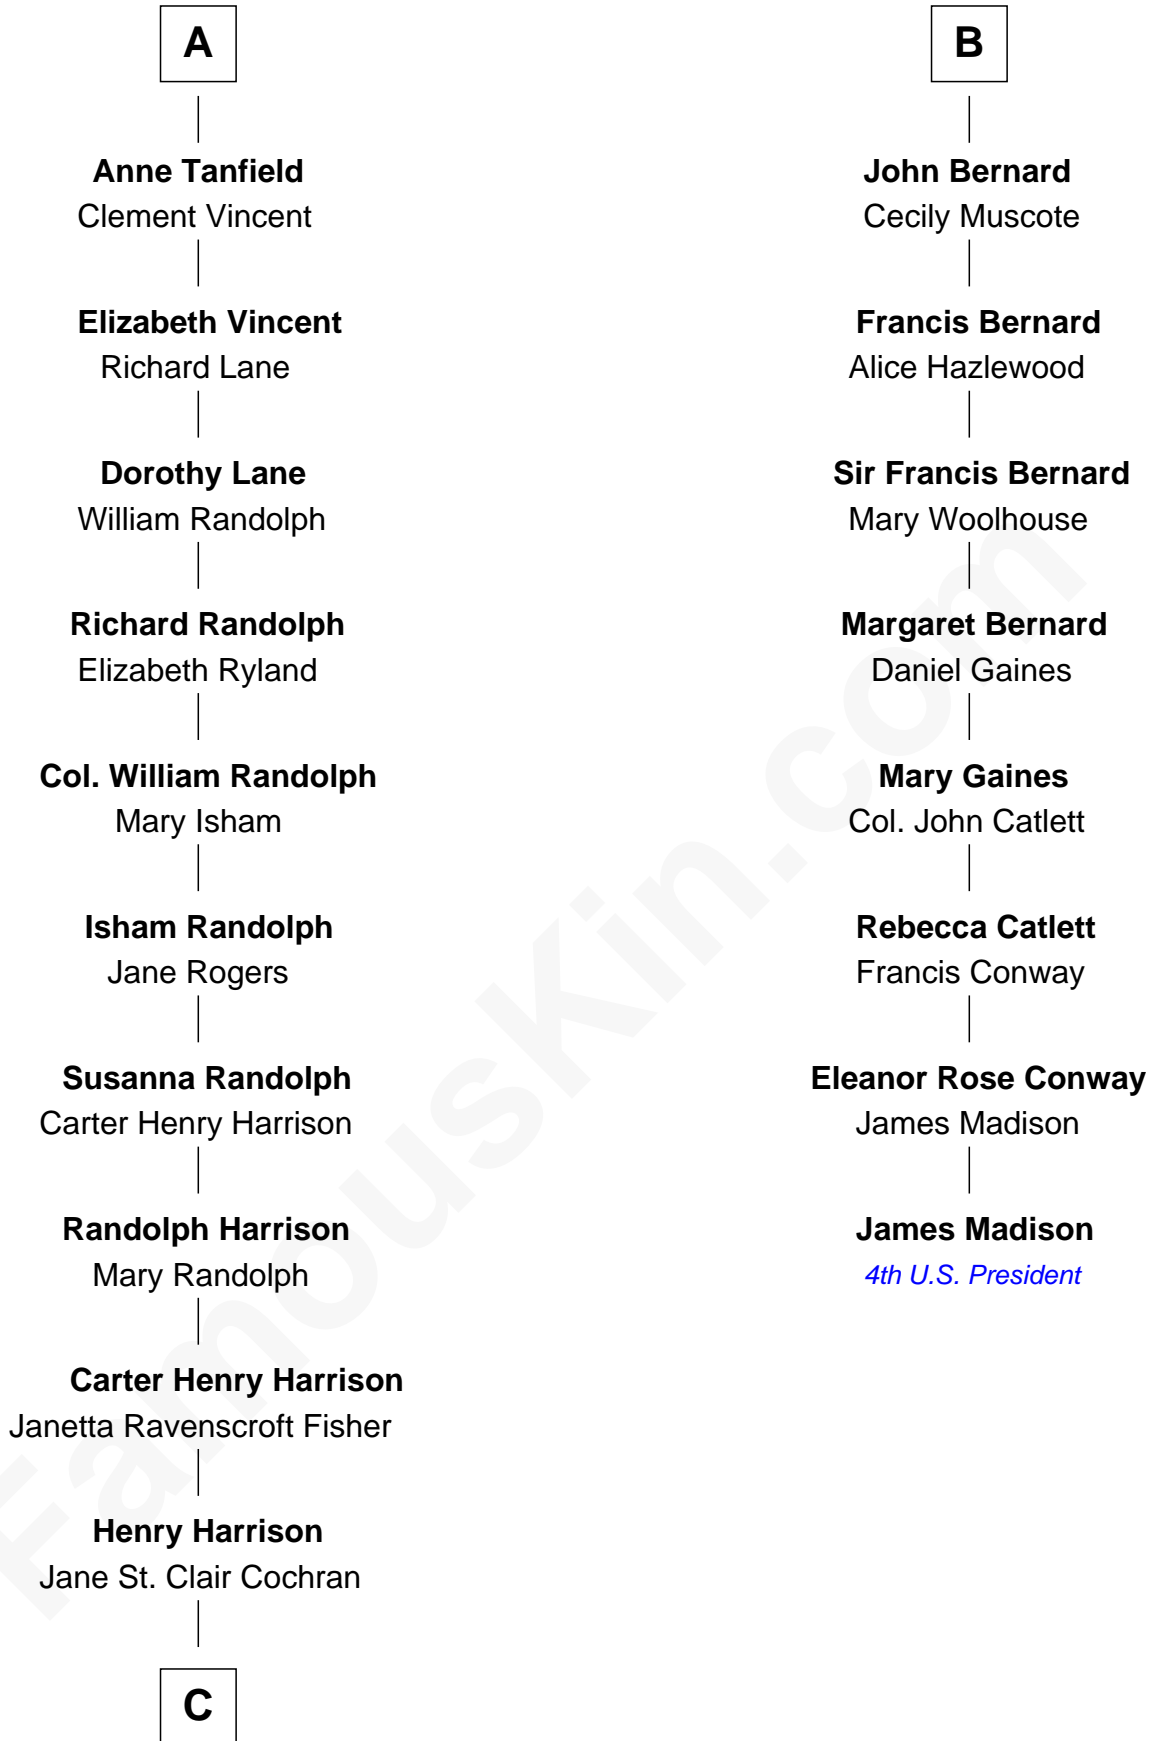 A
Anne Tanfield
Clement Vincent
Elizabeth Vincent
Richard Lane
Dorothy Lane
William Randolph
Richard Randolph
Elizabeth Ryland
Col. William Randolph
Mary Isham
Isham Randolph
Jane Rogers
Susanna Randolph
Carter Henry Harrison
Randolph Harrison
Mary Randolph
Carter Henry Harrison
Janetta Ravenscroft Fisher
Henry Harrison
Jane St. Clair Cochran
C
B
John Bernard
Cecily Muscote
Francis Bernard
Alice Hazlewood
Sir Francis Bernard
Mary Woolhouse
Margaret Bernard
Daniel Gaines
Mary Gaines
Col. John Catlett
Rebecca Catlett
Francis Conway
Eleanor Rose Conway
James Madison
James Madison
4th U.S. President
FamousKin.com